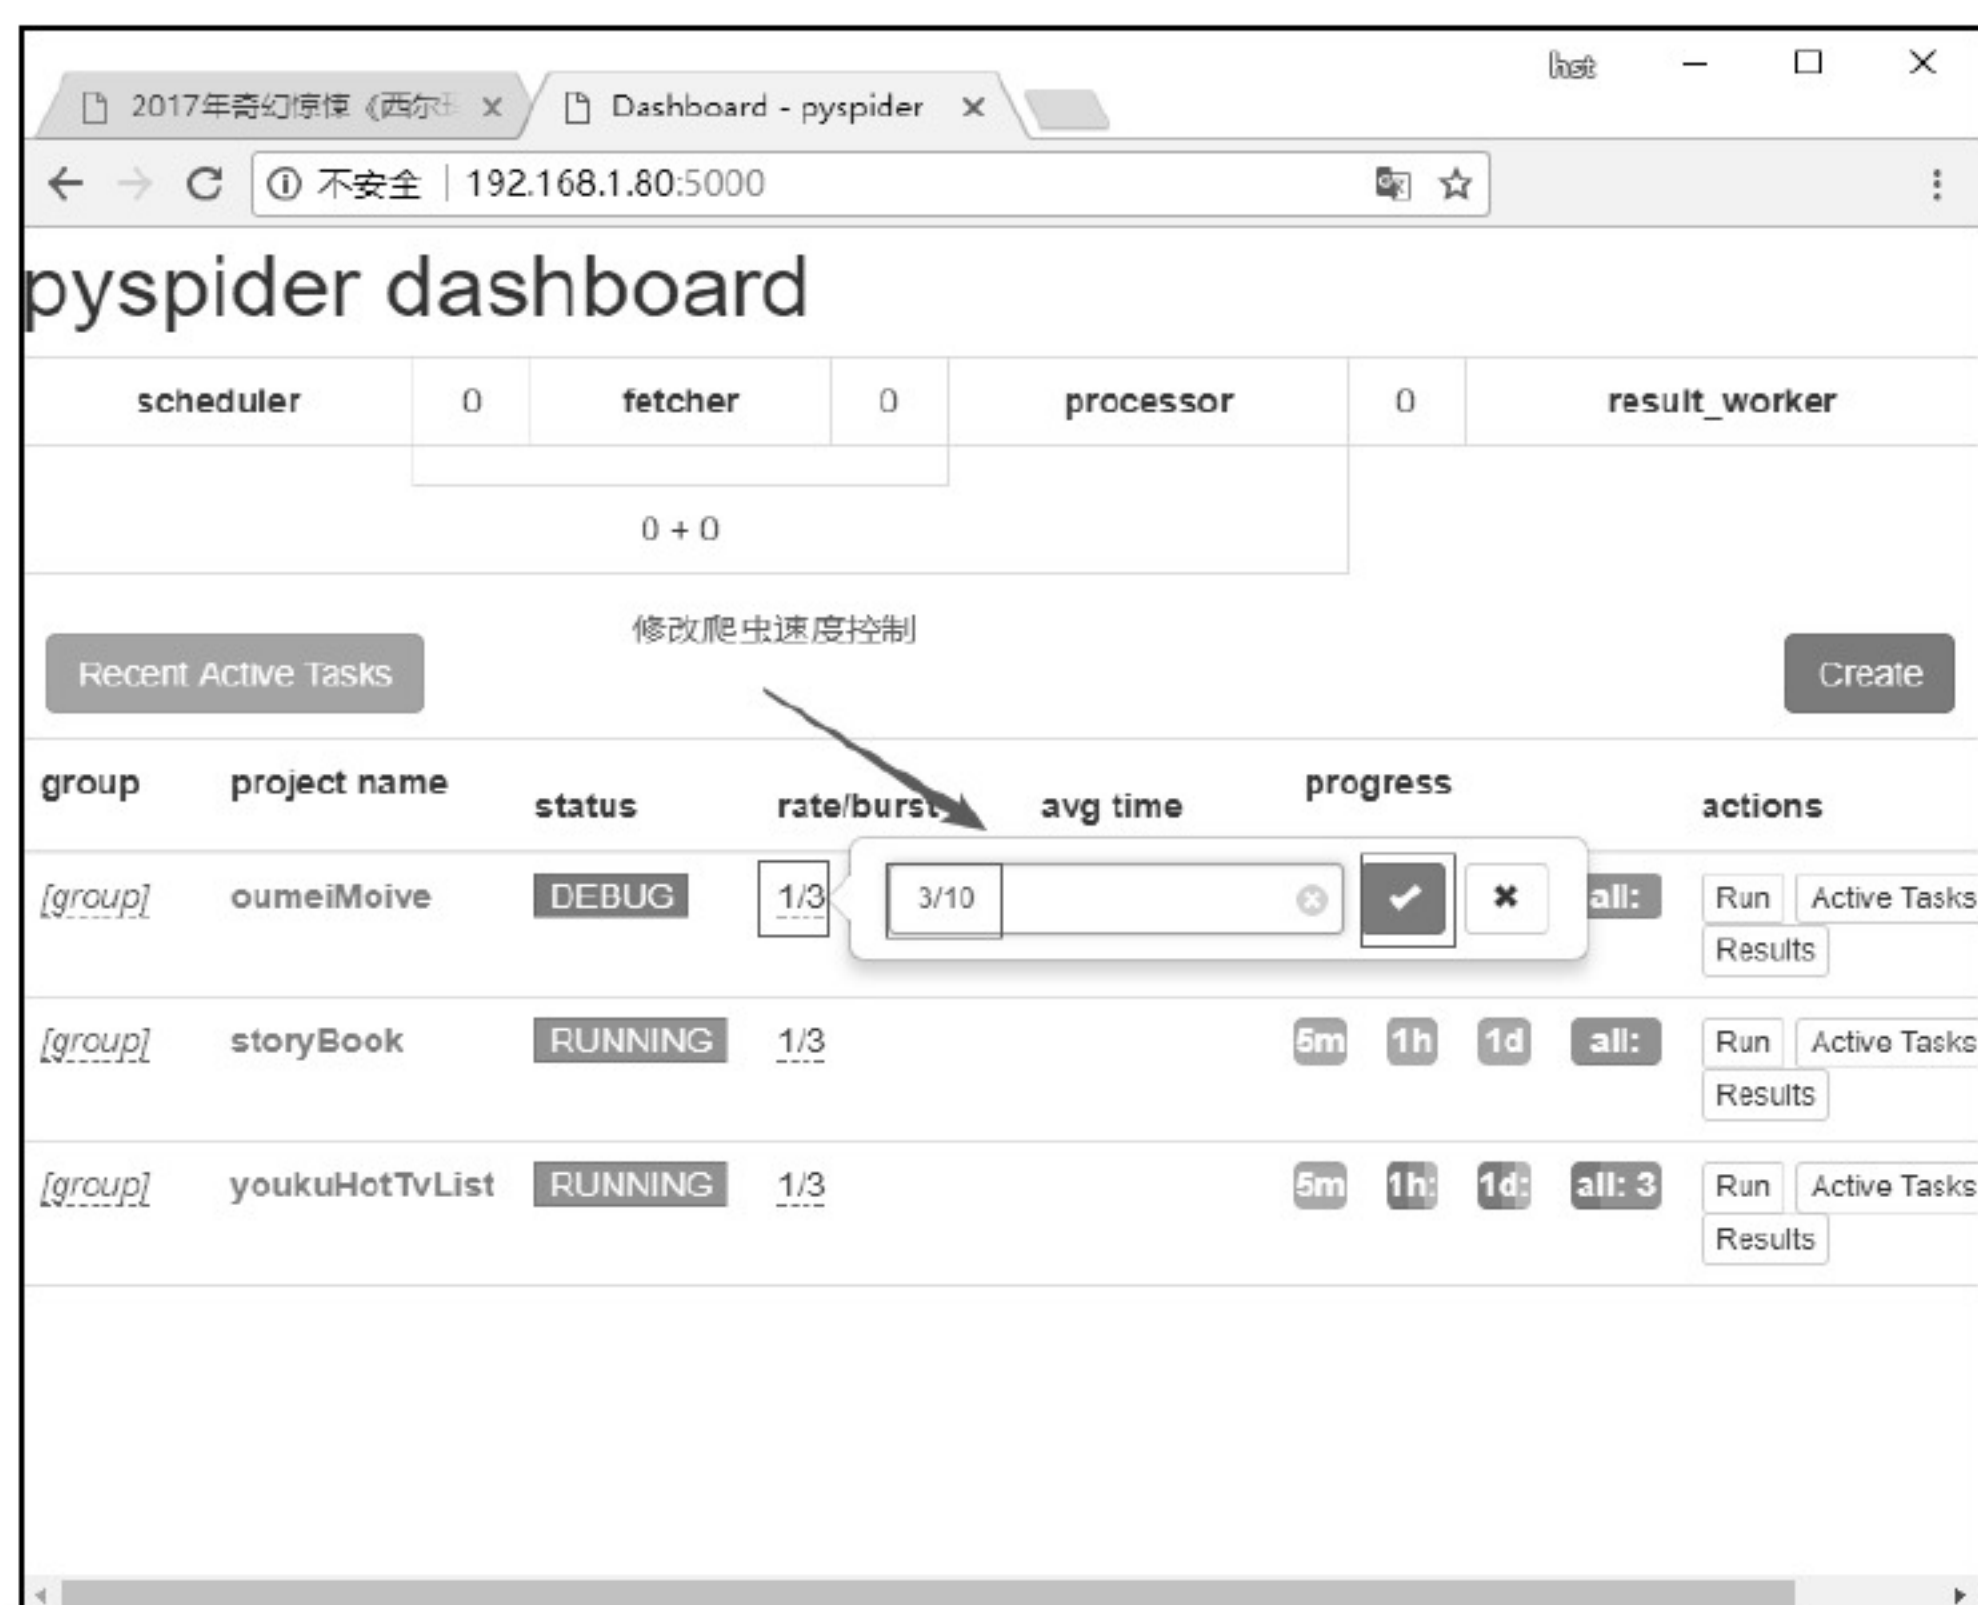 hst
2017年奇幻惊悚《西尔
Dashboard - pyspider
不安全 192.168.1.80:5000
pyspider dashboard
scheduler 0 fetcher 0 processor 0 result_worker
0 + 0
修改爬虫速度控制
Recent Active Tasks Create
group project name status rate/burst avg time progress actions
[group] oumeiMoive DEBUG 1/3 3/10 all: Run Active Tasks
Results
[group] storyBook RUNNING 1/3 5m 1h 1d all: Run Active Tasks
Results
[group] youkuHotTvList RUNNING 1/3 5m 1h: 1d: all: 3 Run Active Tasks
Results